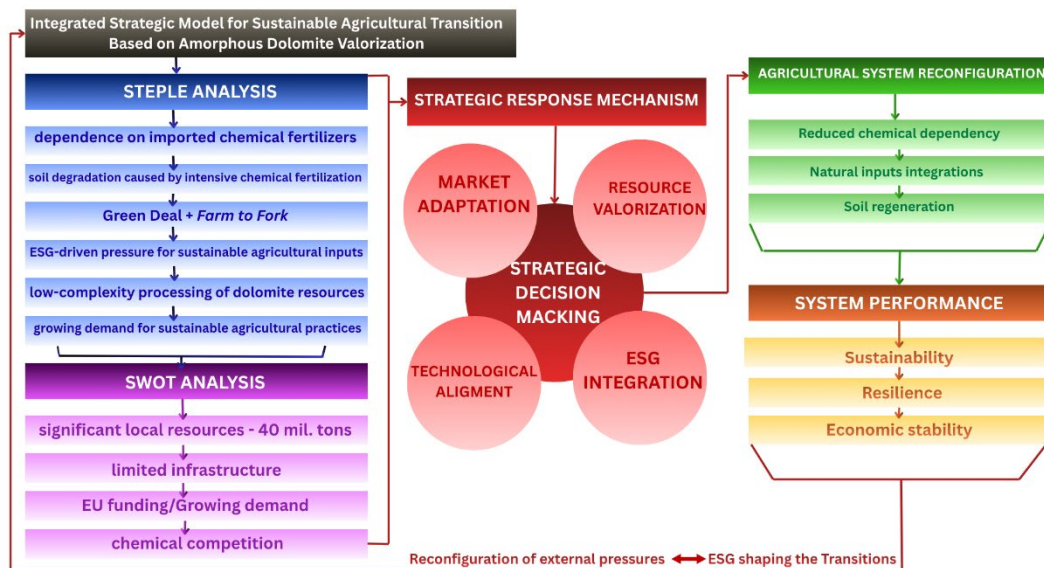 Integrated Strategic Model for Sustainable Agricultural Transition
Based on Amorphous Dolomite Valorization
STEPLE ANALYSIS
dependence on imported chemical fertilizers
soil degradation caused by intensive chemical fertilization
Green Deal + Farm to Fork
ESG-driven pressure for sustainable agricultural inputs
low-complexity processing of dolomite resources
growing demand for sustainable agricultural practices
SWOT ANALYSIS
significant local resources - 40 mil. tons
limited infrastructure
EU funding/Growing demand
chemical competition
STRATEGIC RESPONSE MECHANISM
MARKET
ADAPTATION
RESOURCE
VALORIZATION
STRATEGIC
DECISION
MACKING
TECHNOLOGICAL
ALIGMENT
ESG
INTEGRATION
AGRICULTURAL SYSTEM RECONFIGURATION
Reduced chemical dependency
Natural inputs integrations
Soil regeneration
SYSTEM PERFORMANCE
Sustainability
Resilience
Economic stability
Reconfiguration of external pressures ESG shaping the Transitions